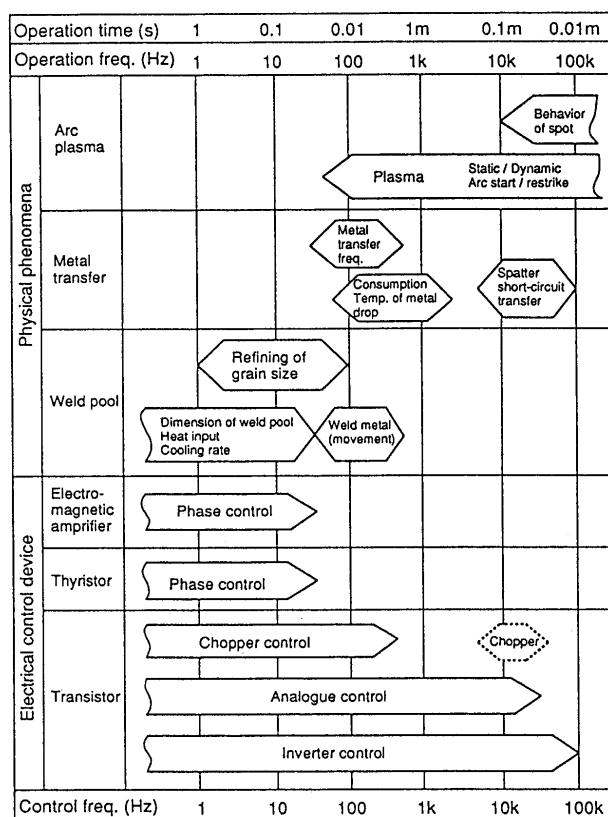 Operation time (s) 1 0.1 0.01 1m 0.1m 0.01m
Operation freq. (Hz) 1 10 100 1k 10k 100k
Physical phenomena
Arc
plasma
Behavior
of spot
Plasma
Static / Dynamic
Arc start / restrike
Metal
transfer
Metal
transfer
freq.
Consumption
Temp. of metal
drop
Spatter
short-circuit
transfer
Weld pool
Refining of
grain size
Dimension of weld pool
Heat input
Cooling rate
Weld metal
(movement)
Electrical control device
Electro-
magnetic
amprifier
Phase control
Thyristor
Phase control
Transistor
Chopper control
Chopper
Analogue control
Inverter control
Control freq. (Hz) 1 10 100 1k 10k 100k